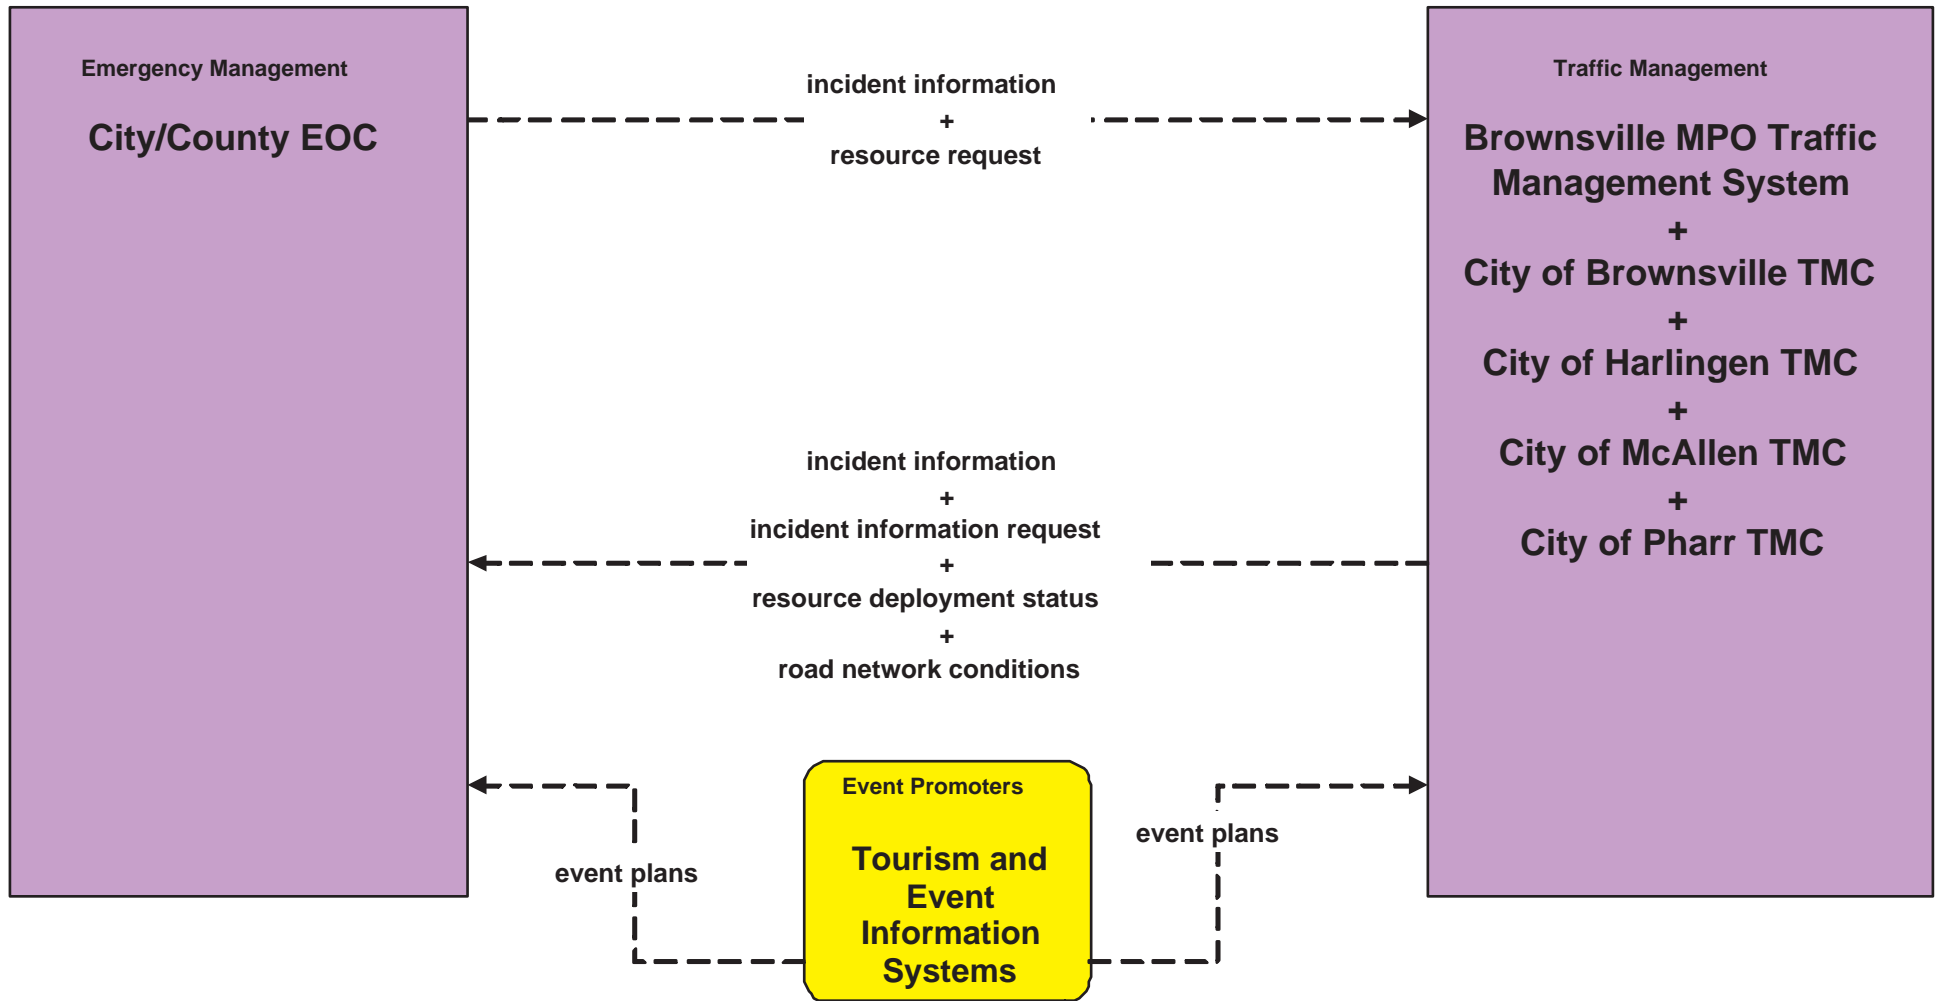 Emergency Management
City/County EOC
incident information
+
resource request
Traffic Management
Brownsville MPO Traffic
Management System
+
City of Brownsville TMC
+
City of Harlingen TMC
+
City of McAllen TMC
+
City of Pharr TMC
incident information
+
incident information request
+
resource deployment status
+
road network conditions
event plans
Event Promoters
Tourism and
Event
Information
Systems
event plans